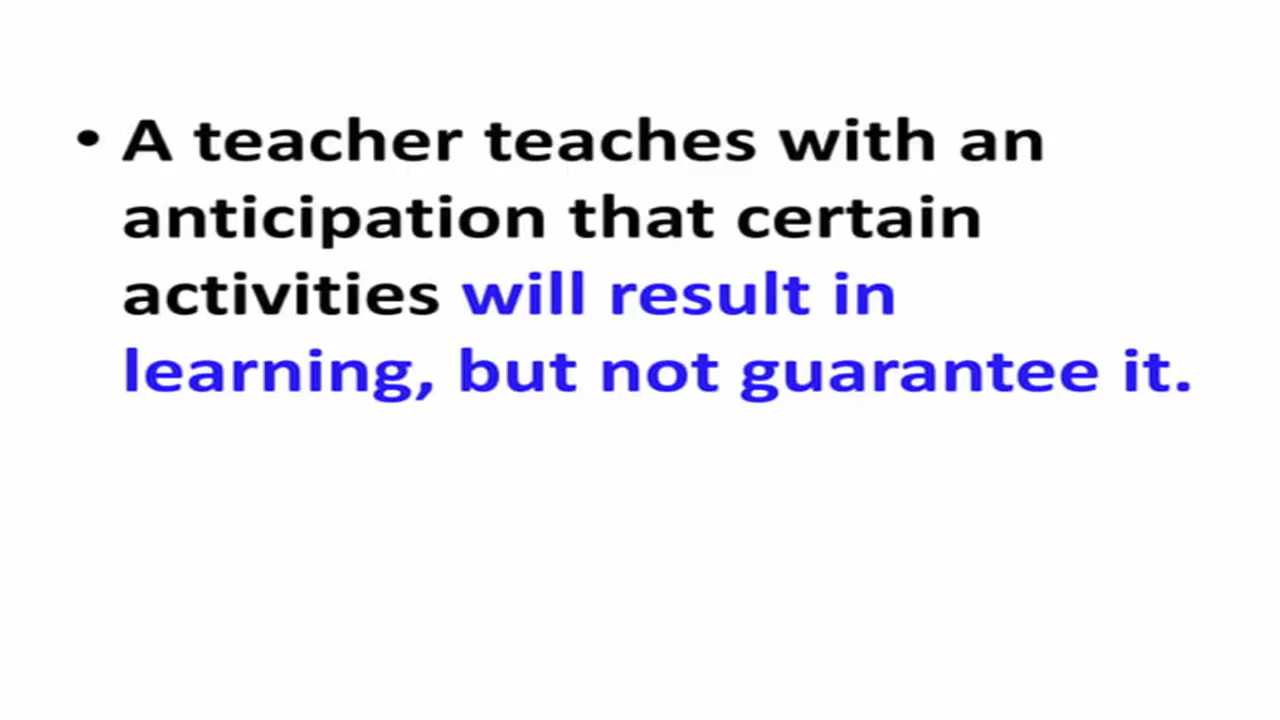 • A teacher teaches with an
anticipation that certain
activities will result in
learning, but not guarantee it.